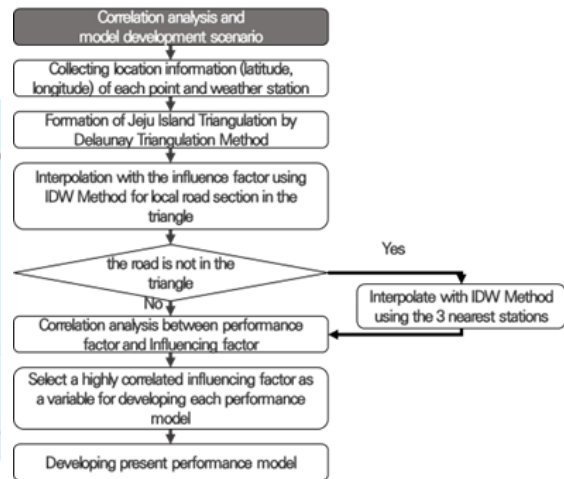 Correlation analysis and
model development scenario
Collecting location information (latitude,
longitude) of each point and weather station
Formation of Jeju Island Triangulation by
Delaunay Triangulation Method
Interpolation with the influence factor using
IDW Method for local road section in the
triangle
Yes
the road is not in the
triangle
No
Interpolate with IDW Method
using the 3 nearest stations
Correlation analysis between performance
factor and Influencing factor
Select a highly correlated influencing factor as
a variable for developing each performance
model
Developing present performance model